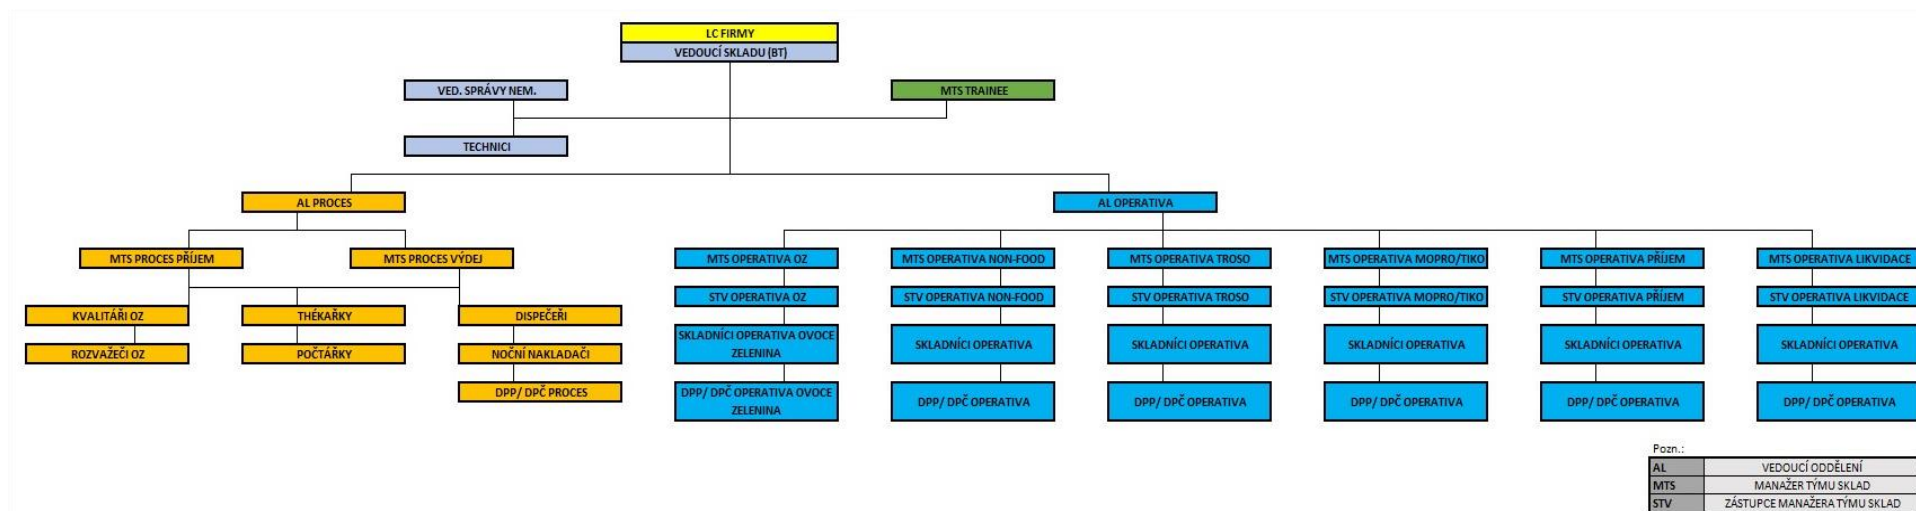 LC FIRMY
VEDOUCÍ SKLADU (BT)
VED. SPRÁVY NEM.
MTS TRAINEE
TECHNICI
AL PROCES
AL OPERATIVA
MTS PROCES PŘÍJEM
MTS PROCES VÝDEJ
MTS OPERATIVA OZ
MTS OPERATIVA NON-FOOD
MTS OPERATIVA TROSO
MTS OPERATIVA MOPRO/TIKO
MTS OPERATIVA PŘÍJEM
MTS OPERATIVA LIKVIDACE
STV OPERATIVA OZ
STV OPERATIVA NON-FOOD
STV OPERATIVA TROSO
STV OPERATIVA MOPRO/TIKO
STV OPERATIVA PŘÍJEM
STV OPERATIVA LIKVIDACE
KVALITÁŘI OZ
THÉKAŘKY
DISPEČEŘI
SKLADNÍCI OPERATIVA OVOCE
ZELENINA
SKLADNÍCI OPERATIVA
SKLADNÍCI OPERATIVA
SKLADNÍCI OPERATIVA
SKLADNÍCI OPERATIVA
SKLADNÍCI OPERATIVA
ROZVAŽEČI OZ
POČTÁŘKY
NOČNÍ NAKLADAČI
DPP/ DPČ PROCES
DPP/ DPČ OPERATIVA OVOCE
ZELENINA
DPP/ DPČ OPERATIVA
DPP/ DPČ OPERATIVA
DPP/ DPČ OPERATIVA
DPP/ DPČ OPERATIVA
DPP/ DPČ OPERATIVA
Pozn.:
AL VEDOUCÍ ODDĚLENÍ
MTS MANAŽER TÝMU SKLAD
STV ZÁSTUPCE MANAŽERA TÝMU SKLAD